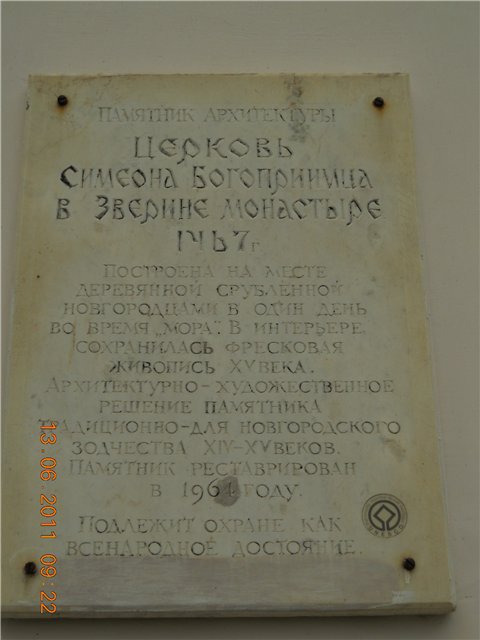 Памятник архитектуры
Церковь
Симеона Богоприимца
в Зверине монастыре
1467 г.
Построена на месте
деревянной срубленной
новгородцами в один день
во время „мора“. В интерьере
сохранилась фресковая
живопись XV века.
Архитектурно-художественное
решение памятника
традиционно-для новгородского
зодчества XIV-XV веков.
Памятник реставрирован
в году.
Подлежит охране как
всенародное достояние.
13.06.2011 09:22